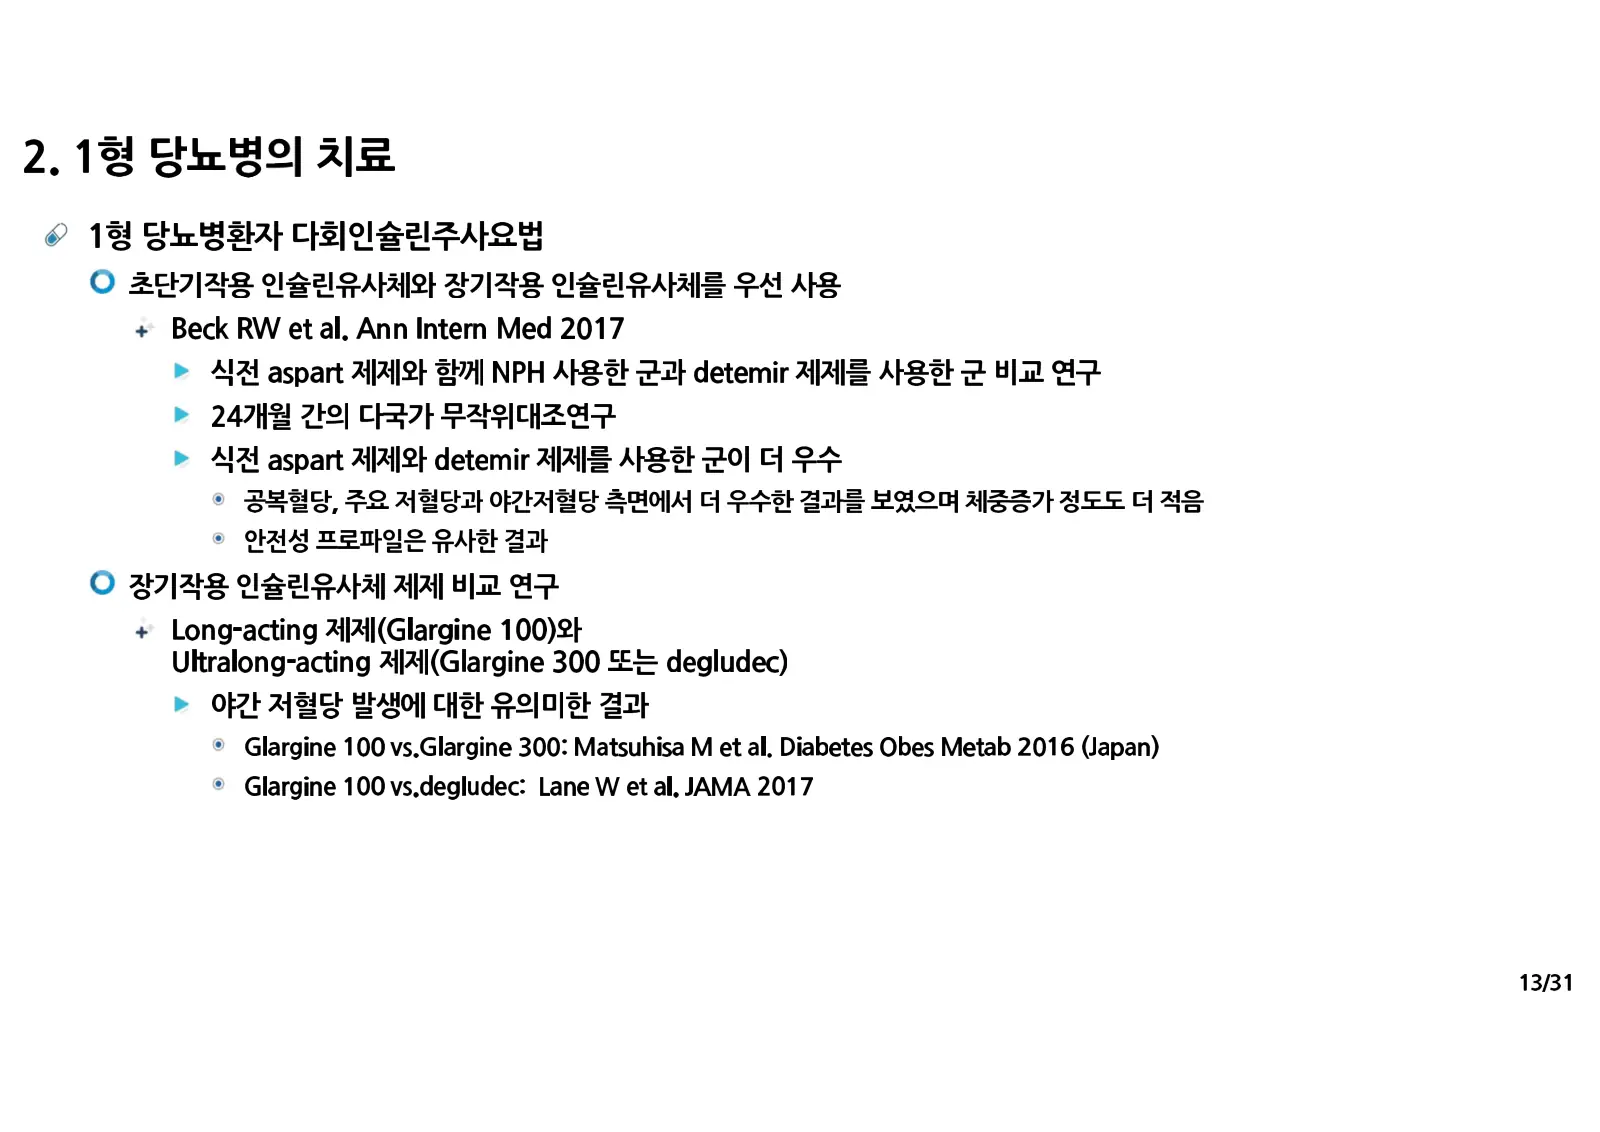 2. 1형 당뇨병의 치료
1형 당뇨병환자 다회인슐린주사요법
초단기작용 인슐린유사체와 장기작용 인슐린유사체를 우선 사용
Beck RW et al. Ann Intern Med 2017
식전 aspart 제제와 함께 NPH 사용한 군과 detemir 제제를 사용한 군 비교 연구
24개월 간의 다국가 무작위대조연구
식전 aspart 제제와 detemir 제제를 사용한 군이 더 우수
공복혈당, 주요 저혈당과 야간저혈당 측면에서 더 우수한 결과를 보였으며 체중증가 정도도 더 적음
안전성 프로파일은 유사한 결과
장기작용 인슐린유사체 제제 비교 연구
Long-acting 제제(Glargine 100)와
Ultralong-acting 제제(Glargine 300 또는 degludec)
야간 저혈당 발생에 대한 유의미한 결과
Glargine 100 vs.Glargine 300: Matsuhisa M et al. Diabetes Obes Metab 2016 (Japan)
Glargine 100 vs.degludec: Lane W et al. JAMA 2017
13/31